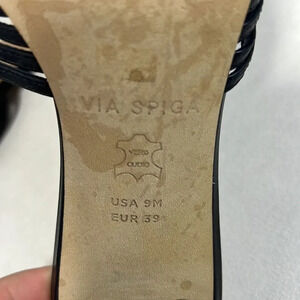 VIA SPIGA
VERO
CUOIO
USA 9M
EUR 39